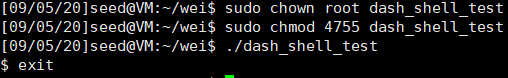 [09/05/20]seed@VM:~/wei$ sudo chown root dash_shell_test
[09/05/20]seed@VM:~/wei$ sudo chmod 4755 dash_shell_test
[09/05/20]seed@VM:~/wei$ ./dash_shell_test
$ exit